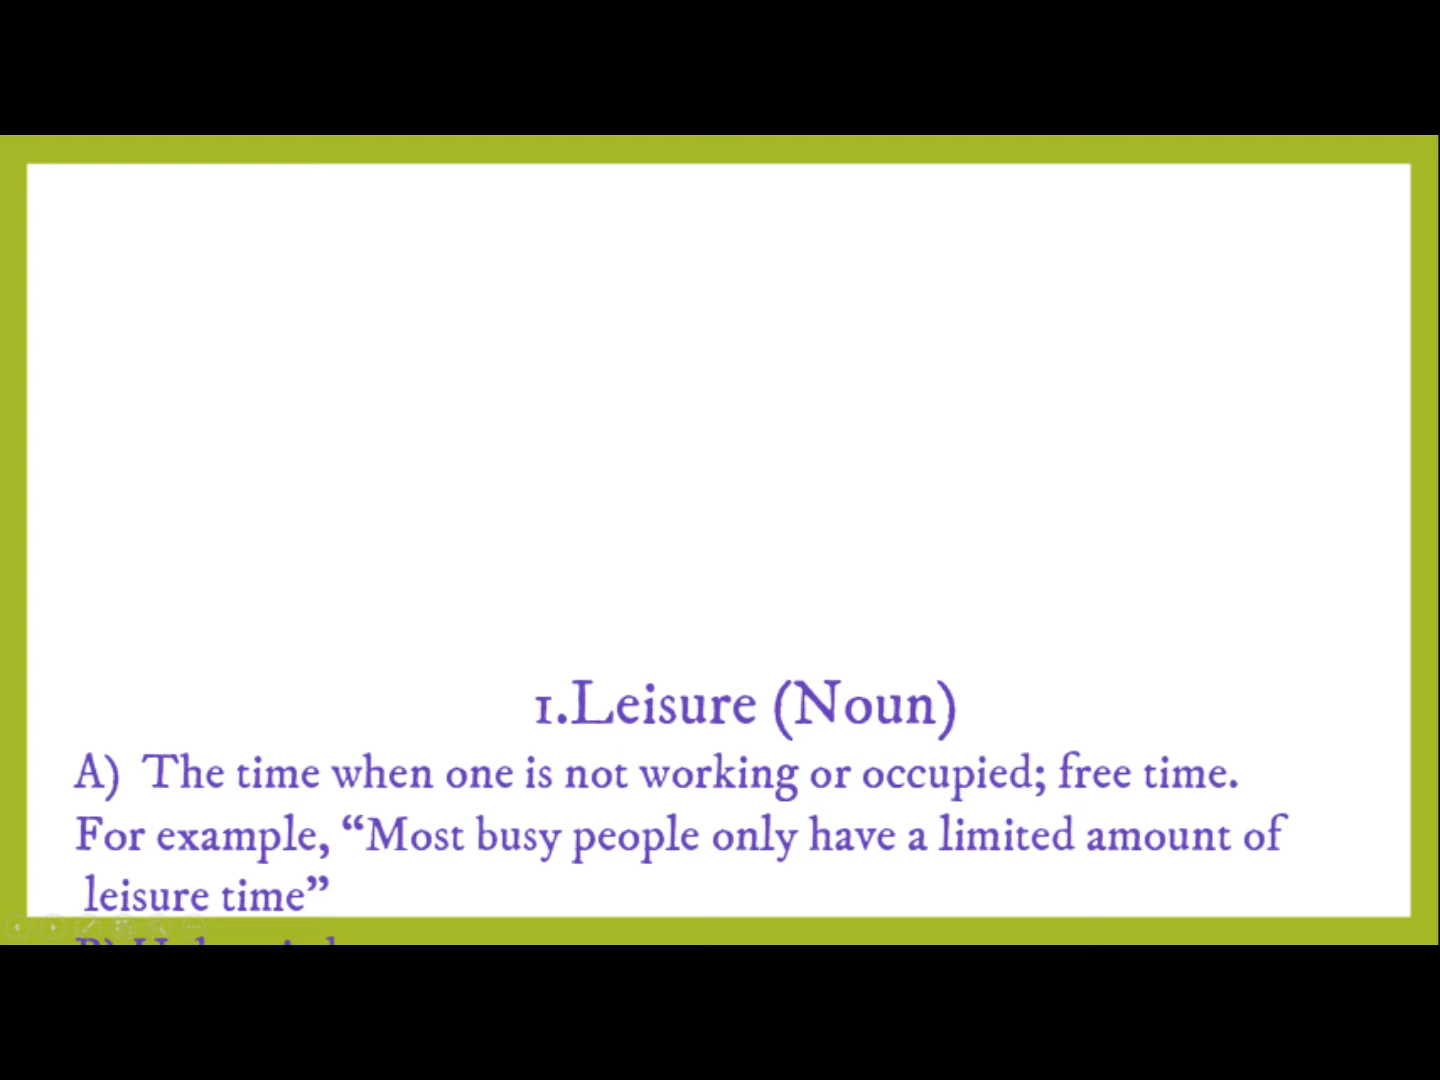 1.Leisure (Noun)
A) The time when one is not working or occupied; free time.
For example, “Most busy people only have a limited amount of
leisure time”
B)